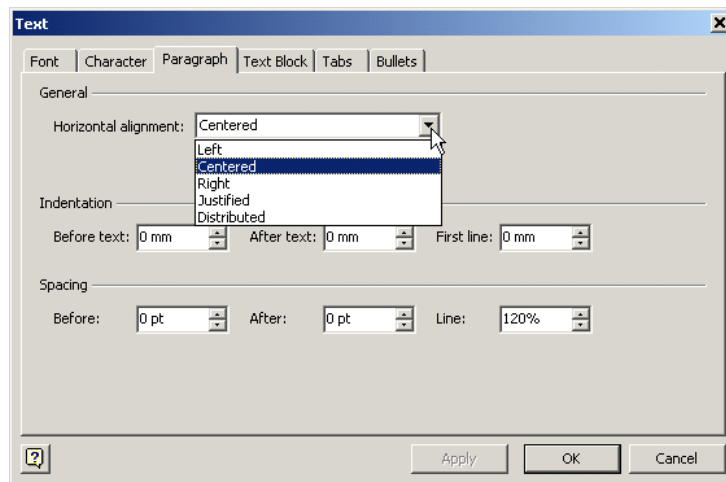 Text
Font Character Paragraph Text Block Tabs Bullets
General
Horizontal alignment: Centered
Left
Centered
Right
Justified
Distributed
Indentation
Before text: 0 mm After text: 0 mm First line: 0 mm
Spacing
Before: 0 pt After: 0 pt Line: 120%
Apply OK Cancel